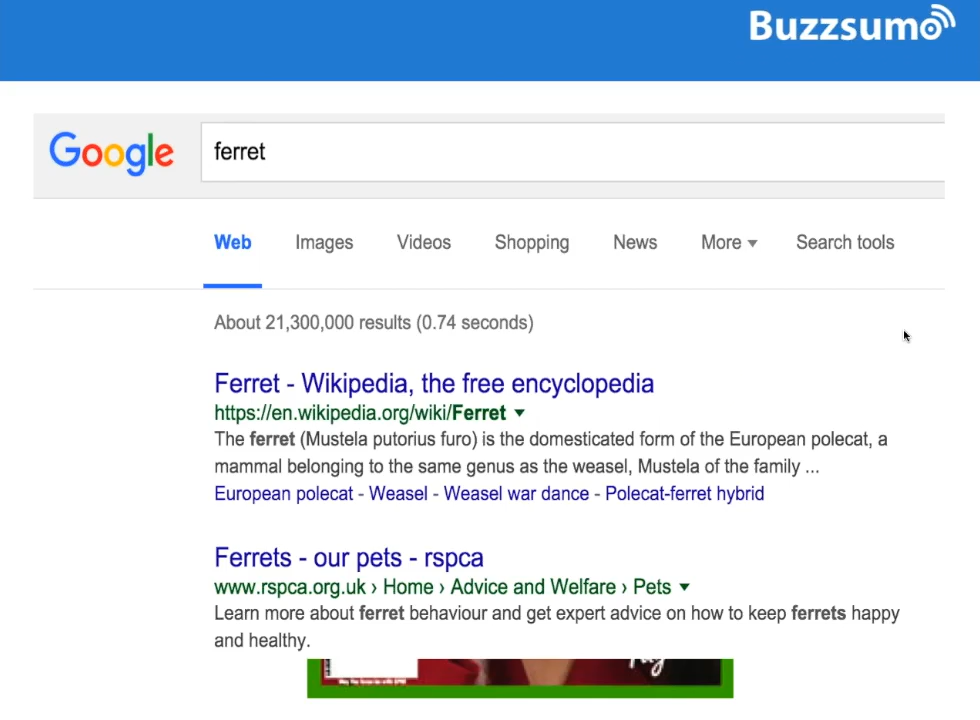 Buzzsumo
Google
ferret
Web Images Videos Shopping News More Search tools
About 21,300,000 results (0.74 seconds)
Ferret - Wikipedia, the free encyclopedia
https://en.wikipedia.org/wiki/Ferret
The ferret (Mustela putorius furo) is the domesticated form of the European polecat, a
mammal belonging to the same genus as the weasel, Mustela of the family ...
European polecat - Weasel - Weasel war dance - Polecat-ferret hybrid
Ferrets - our pets - rspca
www.rspca.org.uk › Home › Advice and Welfare › Pets
Learn more about ferret behaviour and get expert advice on how to keep ferrets happy
and healthy.